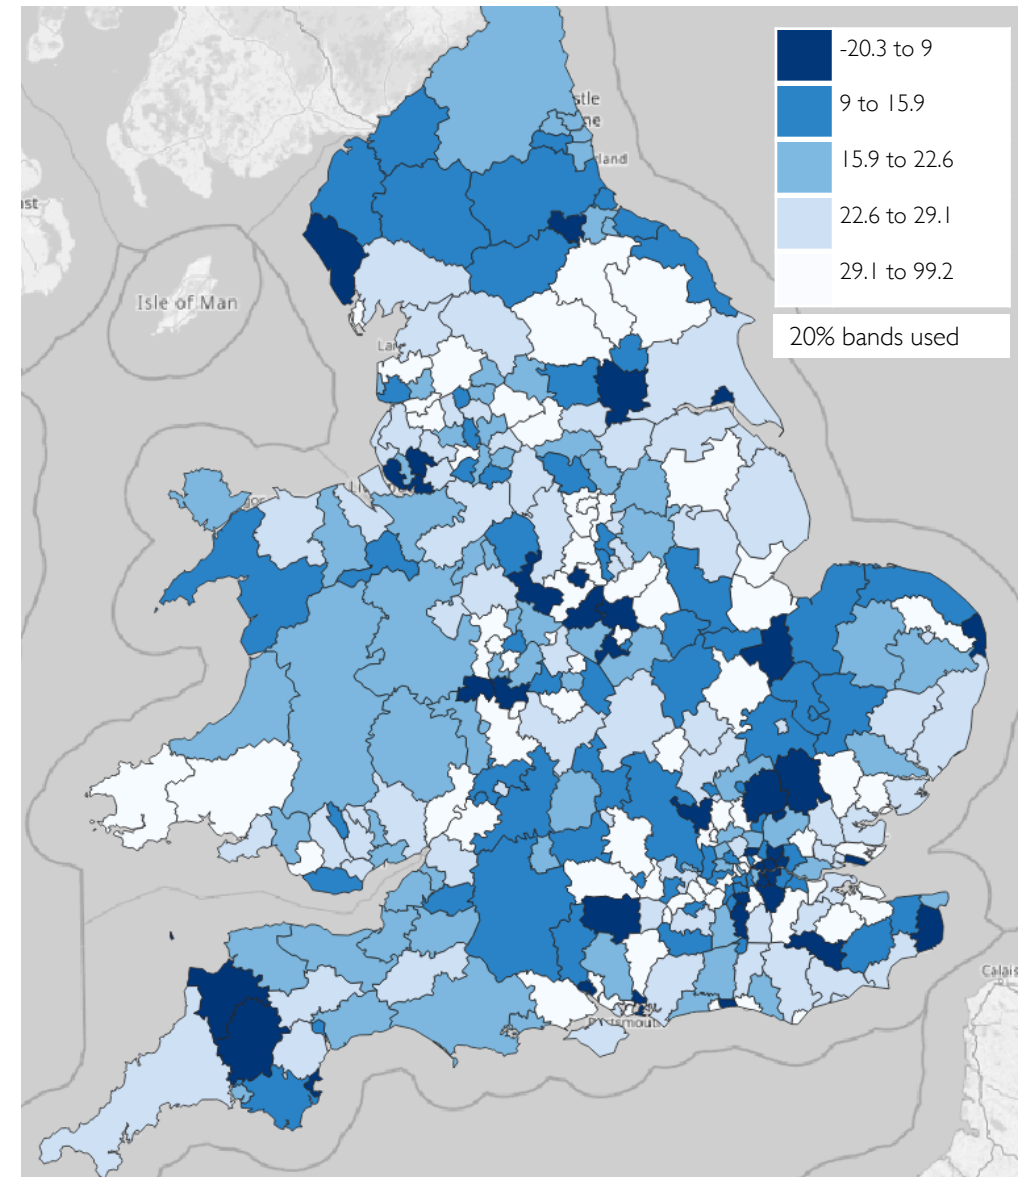 -20.3 to 9
9 to 15.9
15.9 to 22.6
22.6 to 29.1
29.1 to 99.2
20% bands used
Isle of Man
Calais